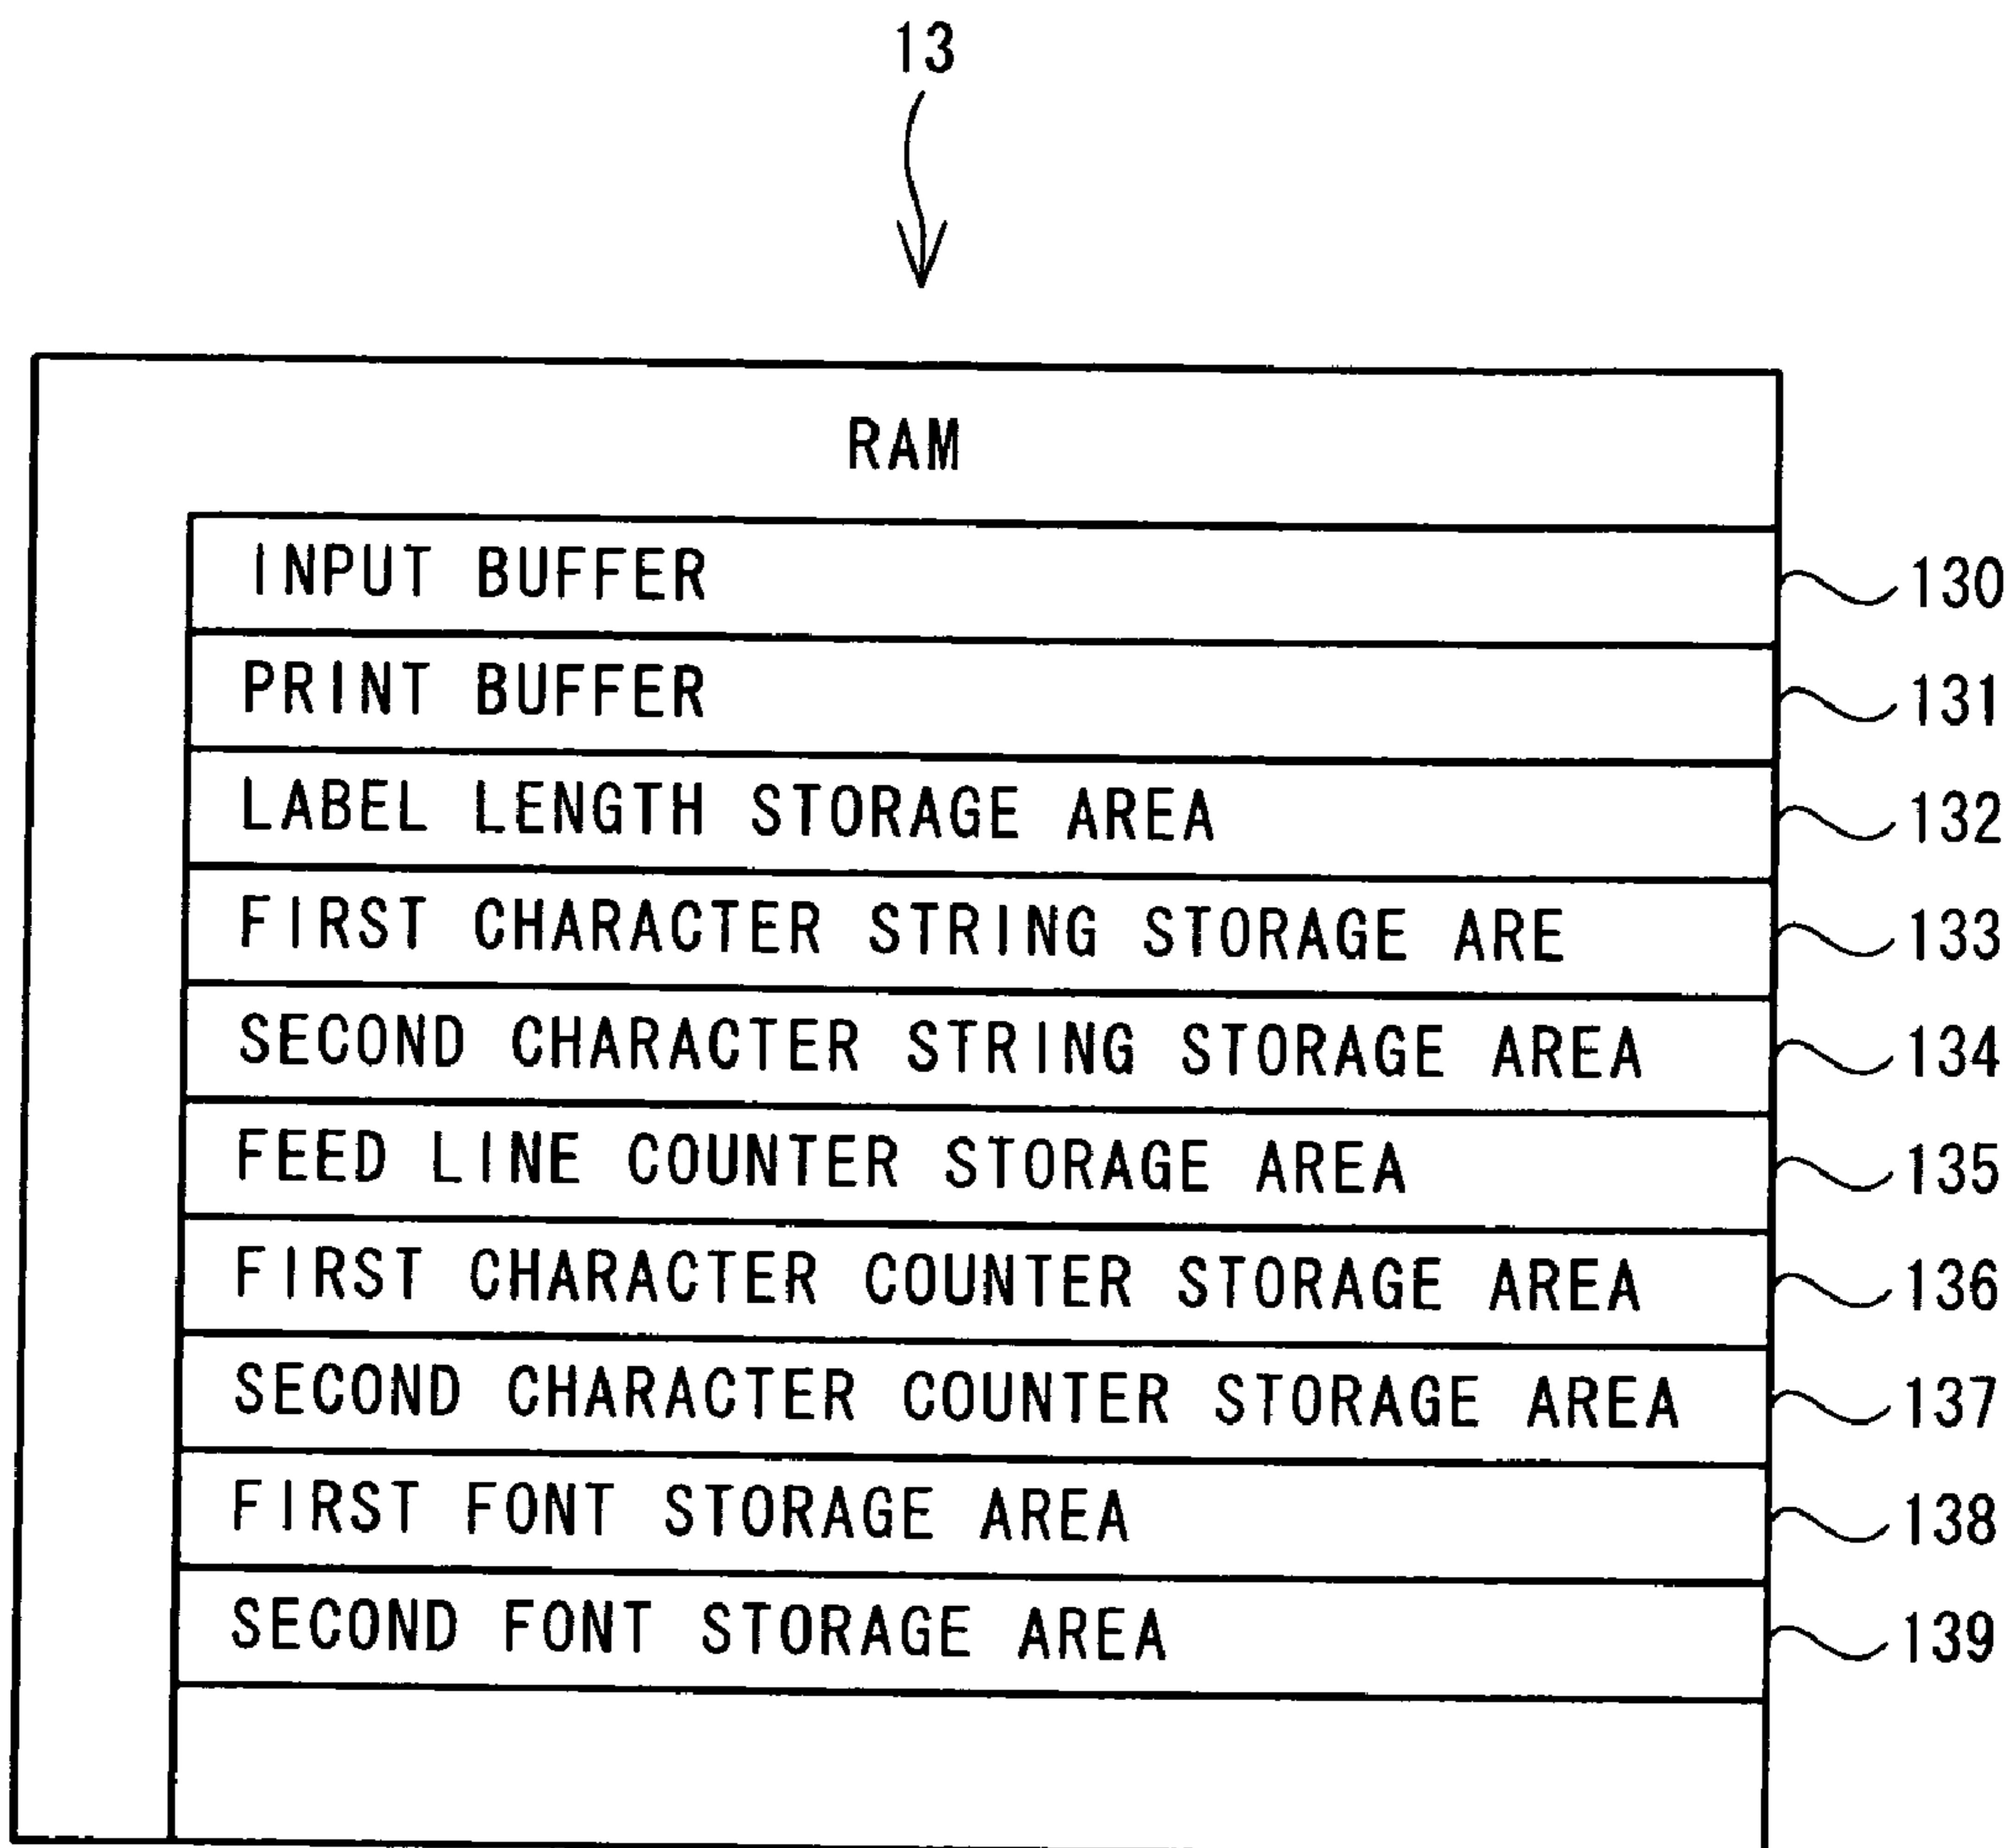 13
RAM
INPUT BUFFER 130
PRINT BUFFER 131
LABEL LENGTH STORAGE AREA 132
FIRST CHARACTER STRING STORAGE ARE 133
SECOND CHARACTER STRING STORAGE AREA 134
FEED LINE COUNTER STORAGE AREA 135
FIRST CHARACTER COUNTER STORAGE AREA 136
SECOND CHARACTER COUNTER STORAGE AREA 137
FIRST FONT STORAGE AREA 138
SECOND FONT STORAGE AREA 139